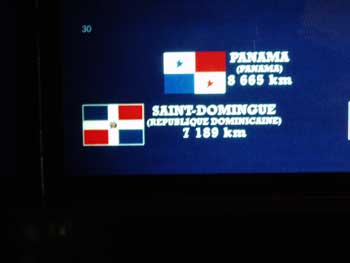 30
PANAMA
(PANAMA)
8 665 km
SAINT-DOMINGUE
(REPUBLIQUE DOMINICAINE)
7 189 km